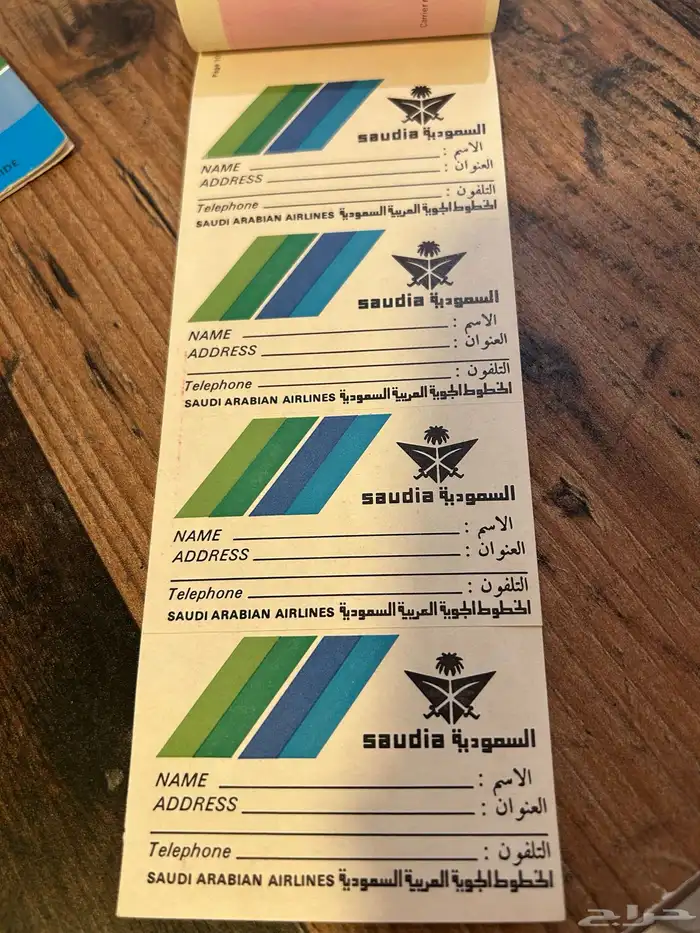 Carrier
Page
saudia السعودية
NAME الاسم :
ADDRESS العنوان :
Telephone التلفون :
SAUDI ARABIAN AIRLINES الخطوط الجوية العربية السعودية
saudia السعودية
NAME الاسم :
ADDRESS العنوان :
Telephone التلفون :
SAUDI ARABIAN AIRLINES الخطوط الجوية العربية السعودية
saudia السعودية
NAME الاسم :
ADDRESS العنوان :
Telephone التلفون :
SAUDI ARABIAN AIRLINES الخطوط الجوية العربية السعودية
saudia السعودية
NAME الاسم :
ADDRESS العنوان :
Telephone التلفون :
SAUDI ARABIAN AIRLINES الخطوط الجوية العربية السعودية
حراج